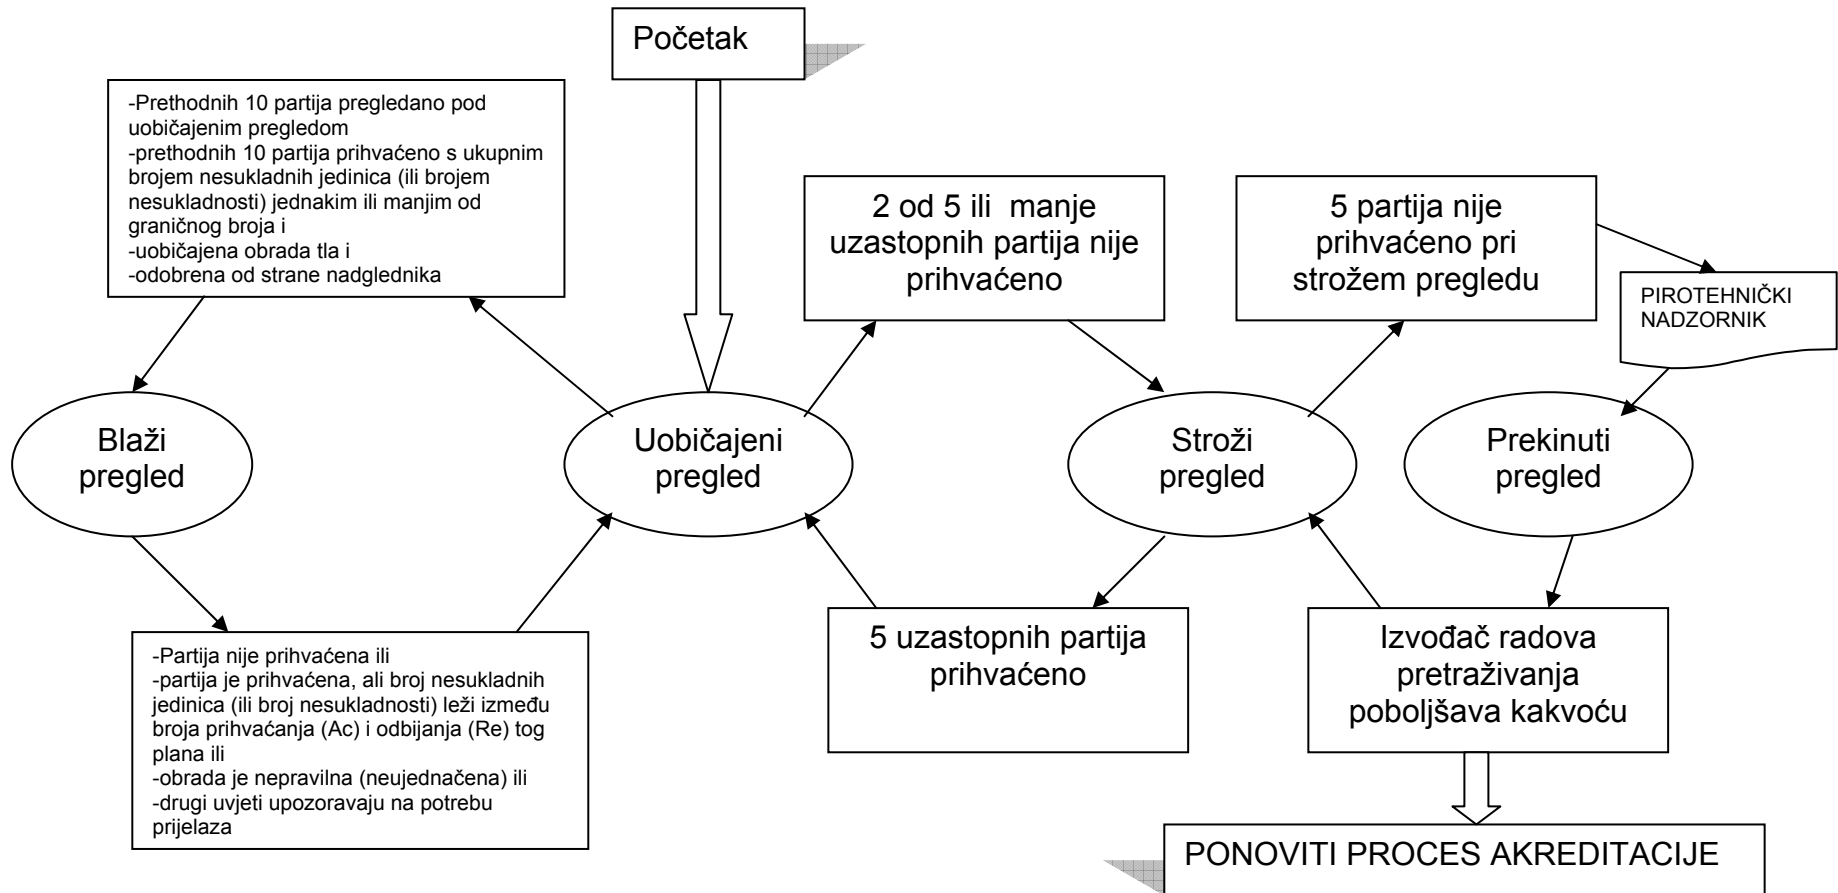 Početak
-Prethodnih 10 partija pregledano pod
uobičajenim pregledom
-prethodnih 10 partija prihvaćeno s ukupnim
brojem nesukladnih jedinica (ili brojem
nesukladnosti) jednakim ili manjim od
graničnog broja i
-uobičajena obrada tla i
-odobrena od strane nadglednika
2 od 5 ili  manje
uzastopnih partija nije
prihvaćeno
5 partija nije
prihvaćeno pri
strožem pregledu
PIROTEHNIČKI
NADZORNIK
Blaži
pregled
Uobičajeni
pregled
Stroži
pregled
Prekinuti
pregled
-Partija nije prihvaćena ili
-partija je prihvaćena, ali broj nesukladnih
jedinica (ili broj nesukladnosti) leži između
broja prihvaćanja (Ac) i odbijanja (Re) tog
plana ili
-obrada je nepravilna (neujednačena) ili
-drugi uvjeti upozoravaju na potrebu
prijelaza
5 uzastopnih partija
prihvaćeno
Izvođač radova
pretraživanja
poboljšava kakvoću
PONOVITI PROCES AKREDITACIJE